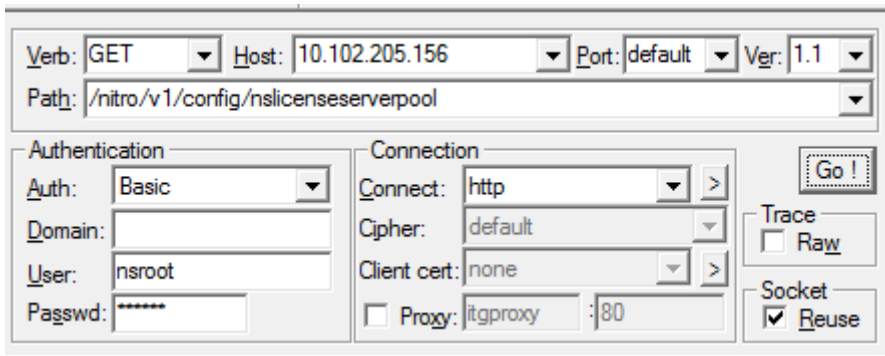 Verb: GET Host: 10.102.205.156 Port: default Ver: 1.1
Path: /nitro/v1/config/nslicenseserverpool
Authentication
Auth: Basic
Domain:
User: nsroot
Passwd: ******
Connection
Connect: http >
Cipher: default
Client cert: none >
Proxy: itgproxy :80
Go !
Trace
Raw
Socket
Reuse